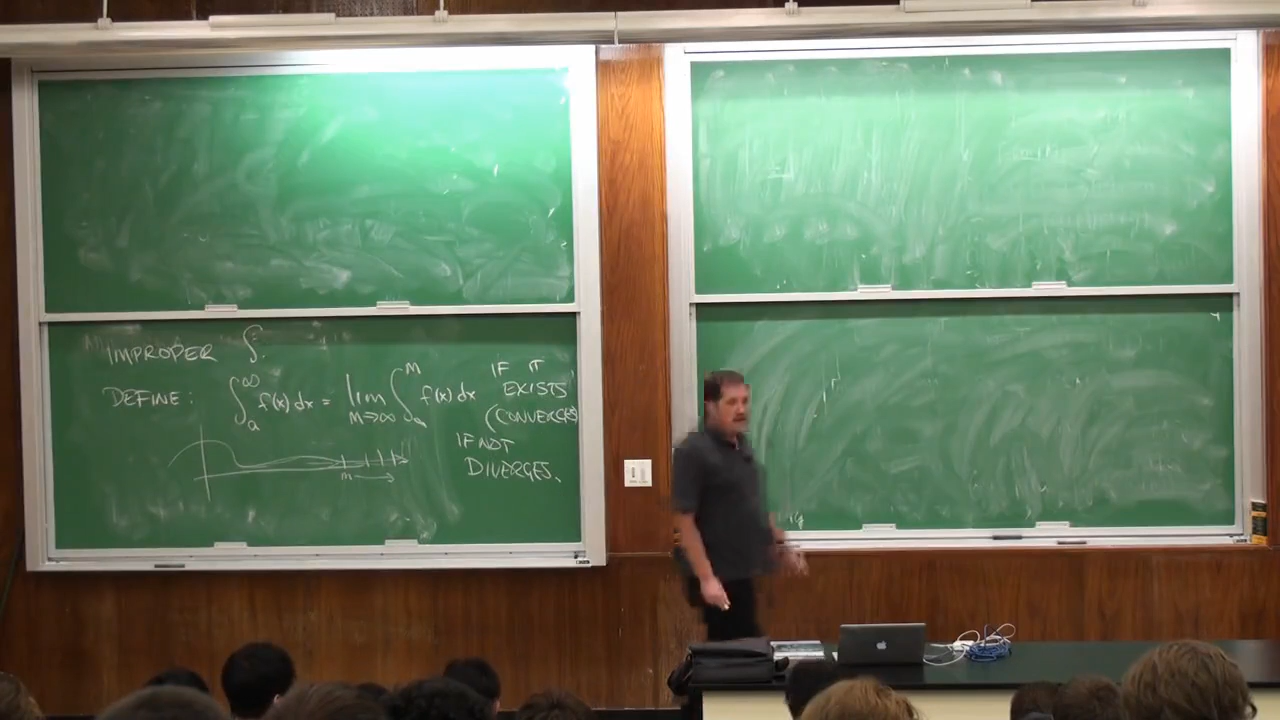 IMPROPER ∫
DEFINE: ∫_a^∞ f(x) dx = lim_{M→∞} ∫_a^M f(x) dx
IF IT
EXISTS
(CONVERGES)
IF NOT
DIVERGES.
M